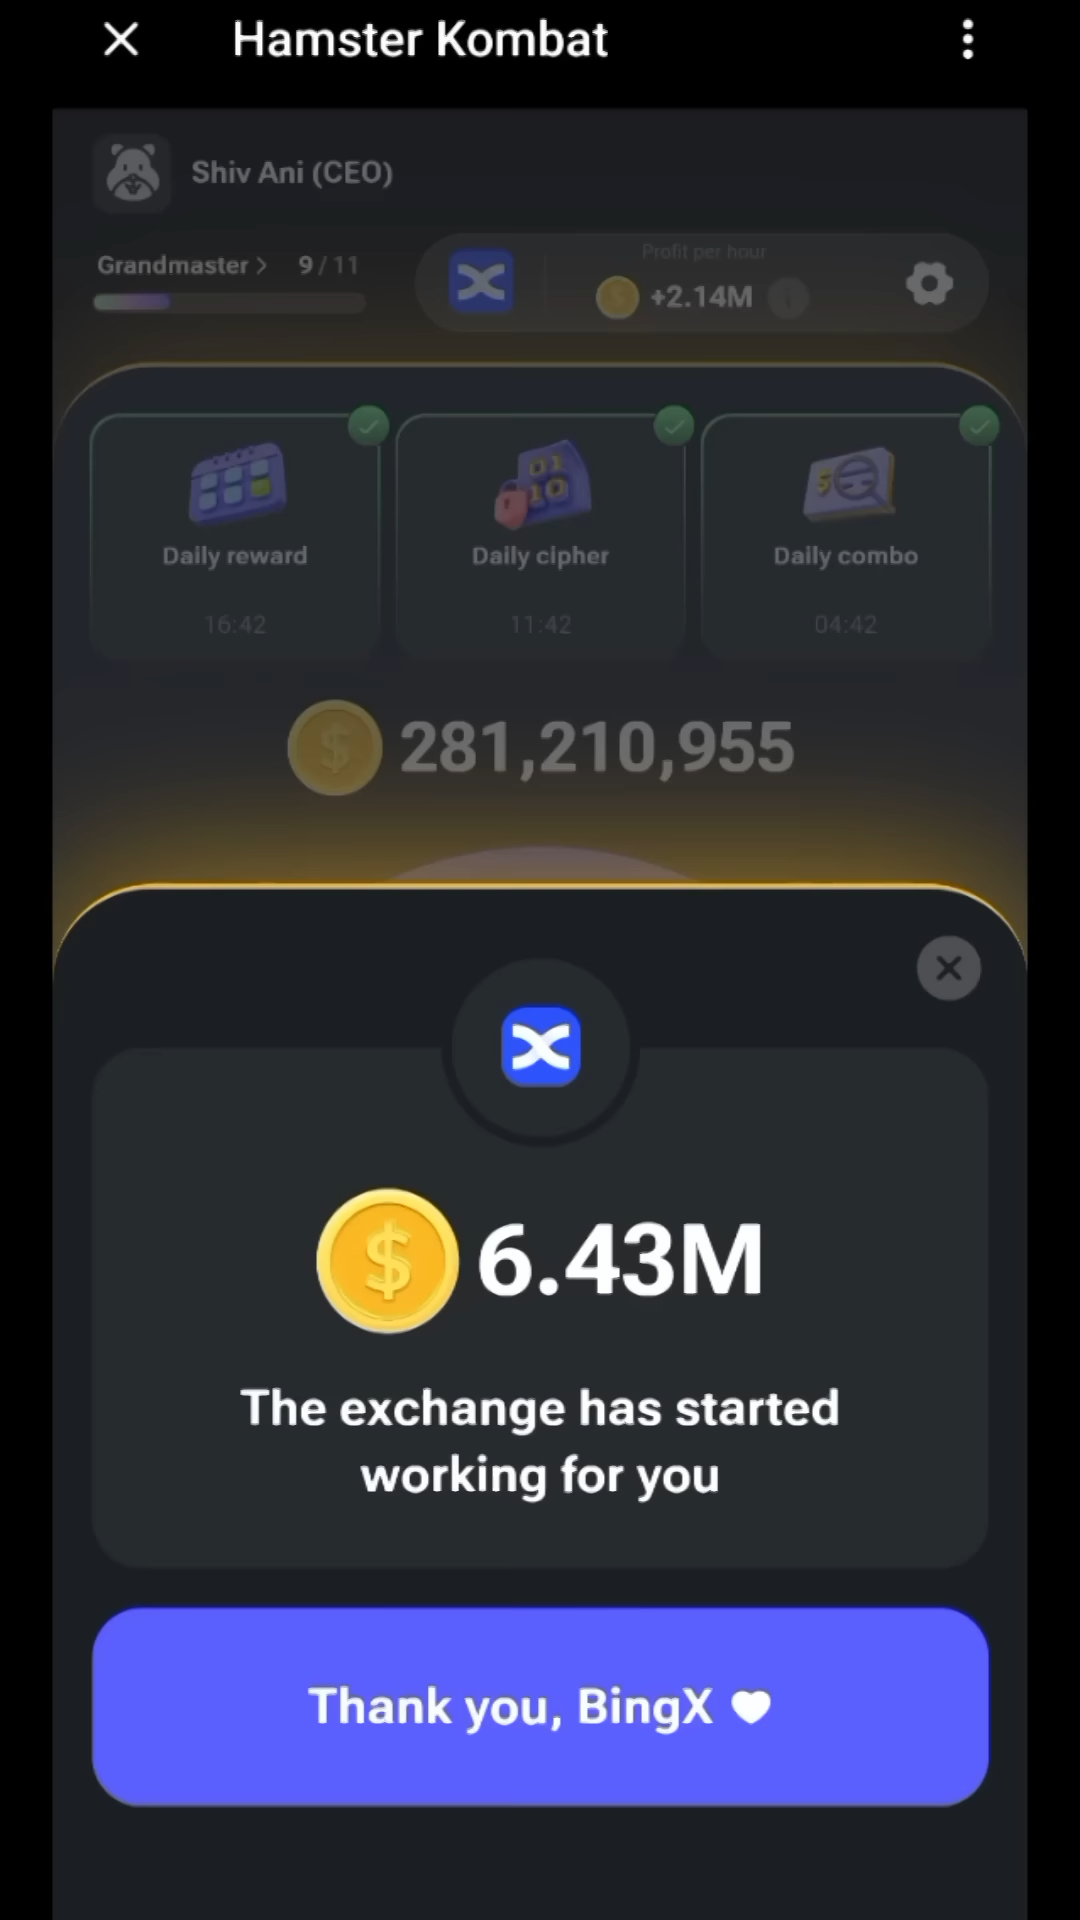 Hamster Kombat
Shiv Ani (CEO)
Grandmaster > 9 / 11
Profit per hour
+2.14M
Daily reward
16:42
Daily cipher
11:42
Daily combo
04:42
281,210,955
6.43M
The exchange has started
working for you
Thank you, BingX 🤍